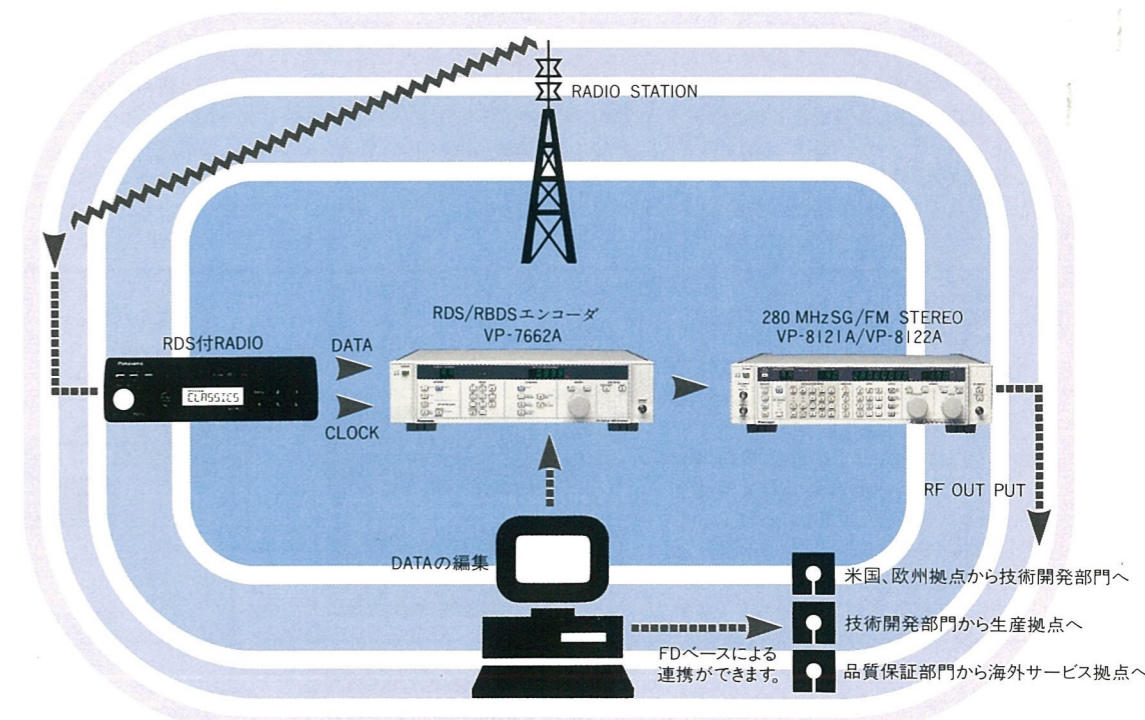 RADIO STATION
RDS/RBDSエンコーダ
VP-7662A
280 MHzSG/FM STEREO
VP-8121A/VP-8122A
RDS付RADIO
DATA
Panasonic
CLASSICS
CLOCK
RF OUT PUT
DATAの編集
米国、欧州拠点から技術開発部門へ
技術開発部門から生産拠点へ
FDベースによる
連携ができます。
品質保証部門から海外サービス拠点へ